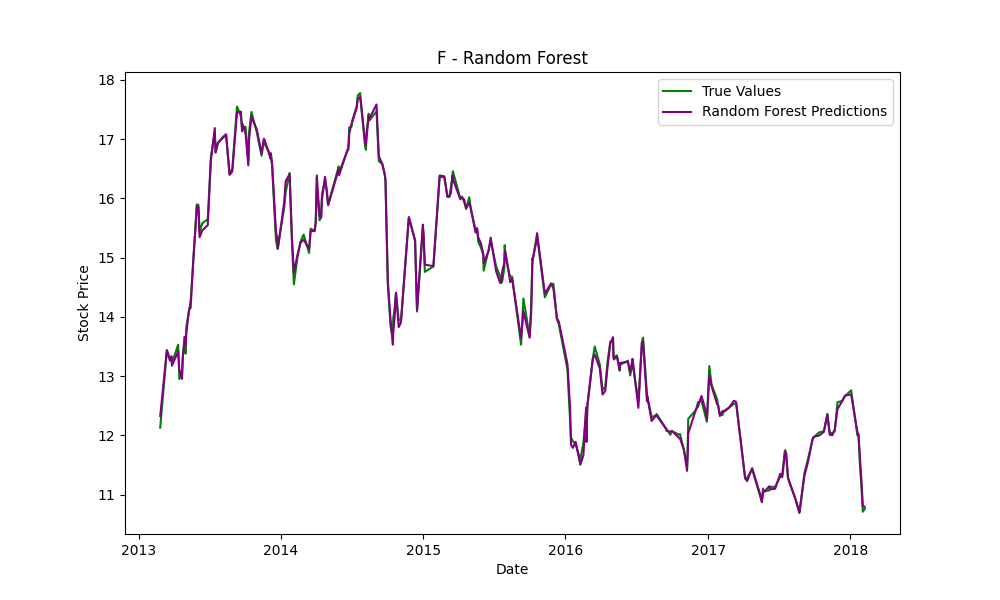 F - Random Forest
True Values
Random Forest Predictions
Stock Price
18
17
16
15
14
13
12
11
2013 2014 2015 2016 2017 2018
Date